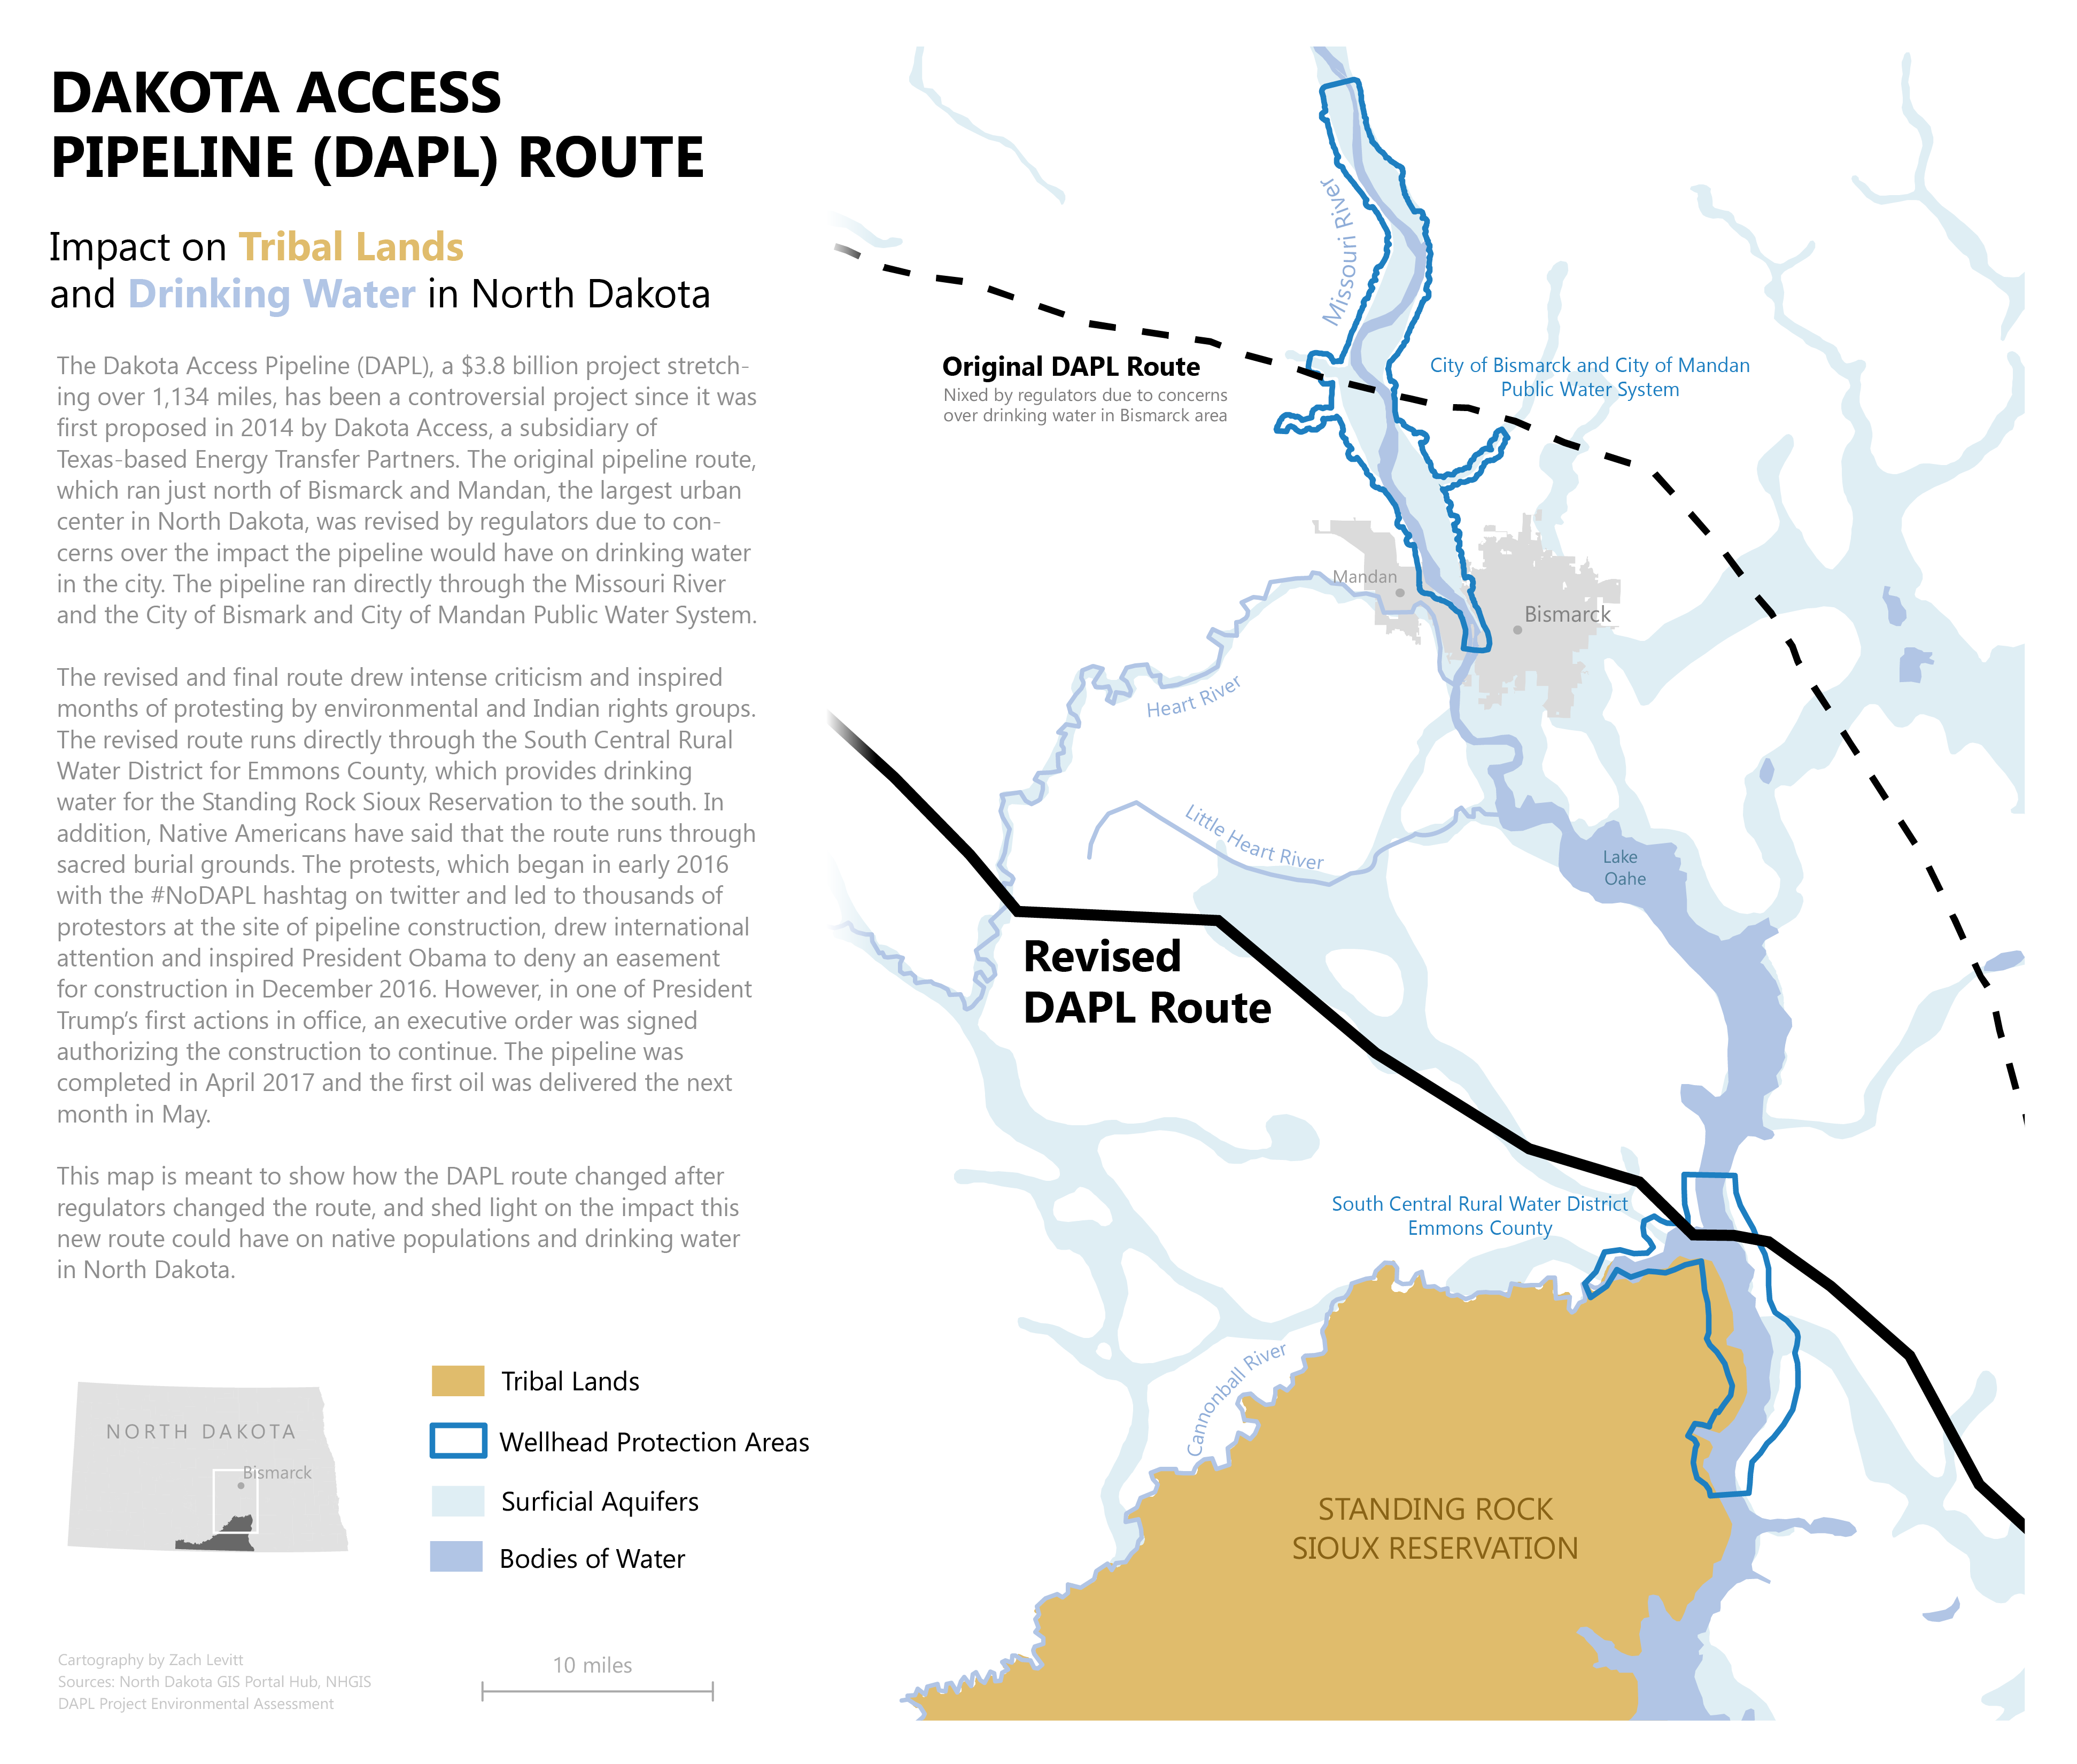 DAKOTA ACCESS
PIPELINE (DAPL) ROUTE
Impact on Tribal Lands
and Drinking Water in North Dakota
The Dakota Access Pipeline (DAPL), a $3.8 billion project stretch-
ing over 1,134 miles, has been a controversial project since it was
first proposed in 2014 by Dakota Access, a subsidiary of
Texas-based Energy Transfer Partners. The original pipeline route,
which ran just north of Bismarck and Mandan, the largest urban
center in North Dakota, was revised by regulators due to con-
cerns over the impact the pipeline would have on drinking water
in the city. The pipeline ran directly through the Missouri River
and the City of Bismark and City of Mandan Public Water System.
The revised and final route drew intense criticism and inspired
months of protesting by environmental and Indian rights groups.
The revised route runs directly through the South Central Rural
Water District for Emmons County, which provides drinking
water for the Standing Rock Sioux Reservation to the south. In
addition, Native Americans have said that the route runs through
sacred burial grounds. The protests, which began in early 2016
with the #NoDAPL hashtag on twitter and led to thousands of
protestors at the site of pipeline construction, drew international
attention and inspired President Obama to deny an easement
for construction in December 2016. However, in one of President
Trump's first actions in office, an executive order was signed
authorizing the construction to continue. The pipeline was
completed in April 2017 and the first oil was delivered the next
month in May.
This map is meant to show how the DAPL route changed after
regulators changed the route, and shed light on the impact this
new route could have on native populations and drinking water
in North Dakota.
NORTH DAKOTA
Bismarck
Tribal Lands
Wellhead Protection Areas
Surficial Aquifers
Bodies of Water
Cartography by Zach Levitt
Sources: North Dakota GIS Portal Hub, NHGIS
DAPL Project Environmental Assessment
10 miles
Missouri River
Original DAPL Route
Nixed by regulators due to concerns
over drinking water in Bismarck area
City of Bismarck and City of Mandan
Public Water System
Mandan
Bismarck
Heart River
Little Heart River
Lake
Oahe
Revised
DAPL Route
South Central Rural Water District
Emmons County
Cannonball River
STANDING ROCK
SIOUX RESERVATION